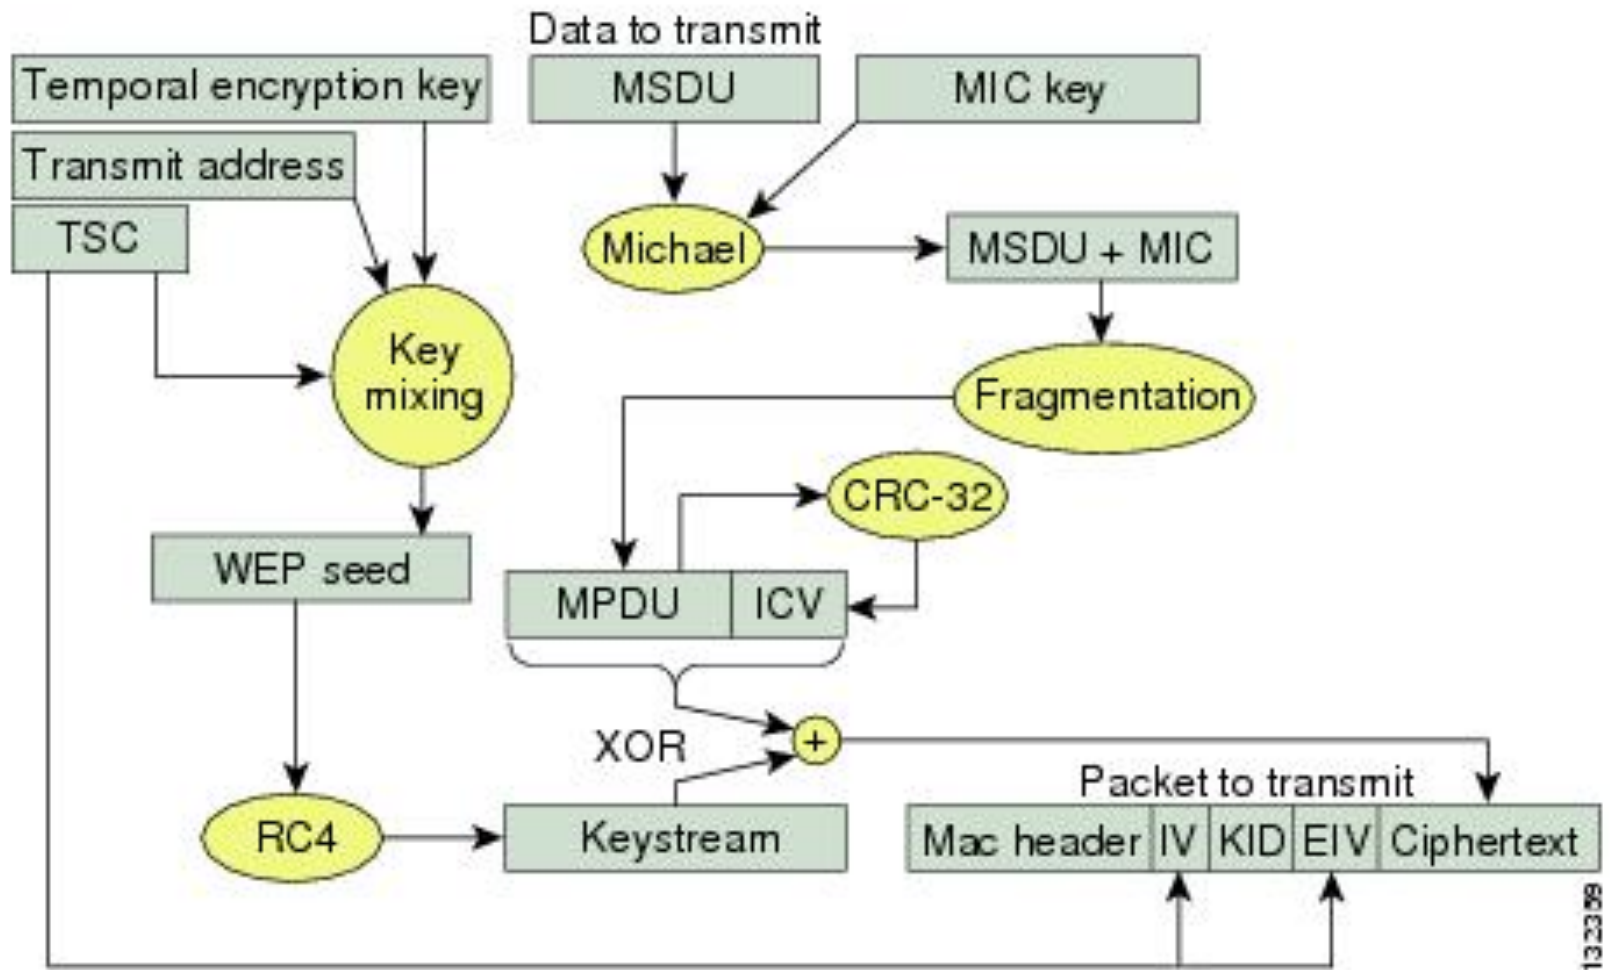 Data to transmit
Temporal encryption key
MSDU
MIC key
Transmit address
TSC
Michael
MSDU + MIC
Key
mixing
Fragmentation
CRC-32
WEP seed
MPDU
ICV
XOR
+
Packet to transmit
RC4
Keystream
Mac header
IV
KID
EIV
Ciphertext
132359